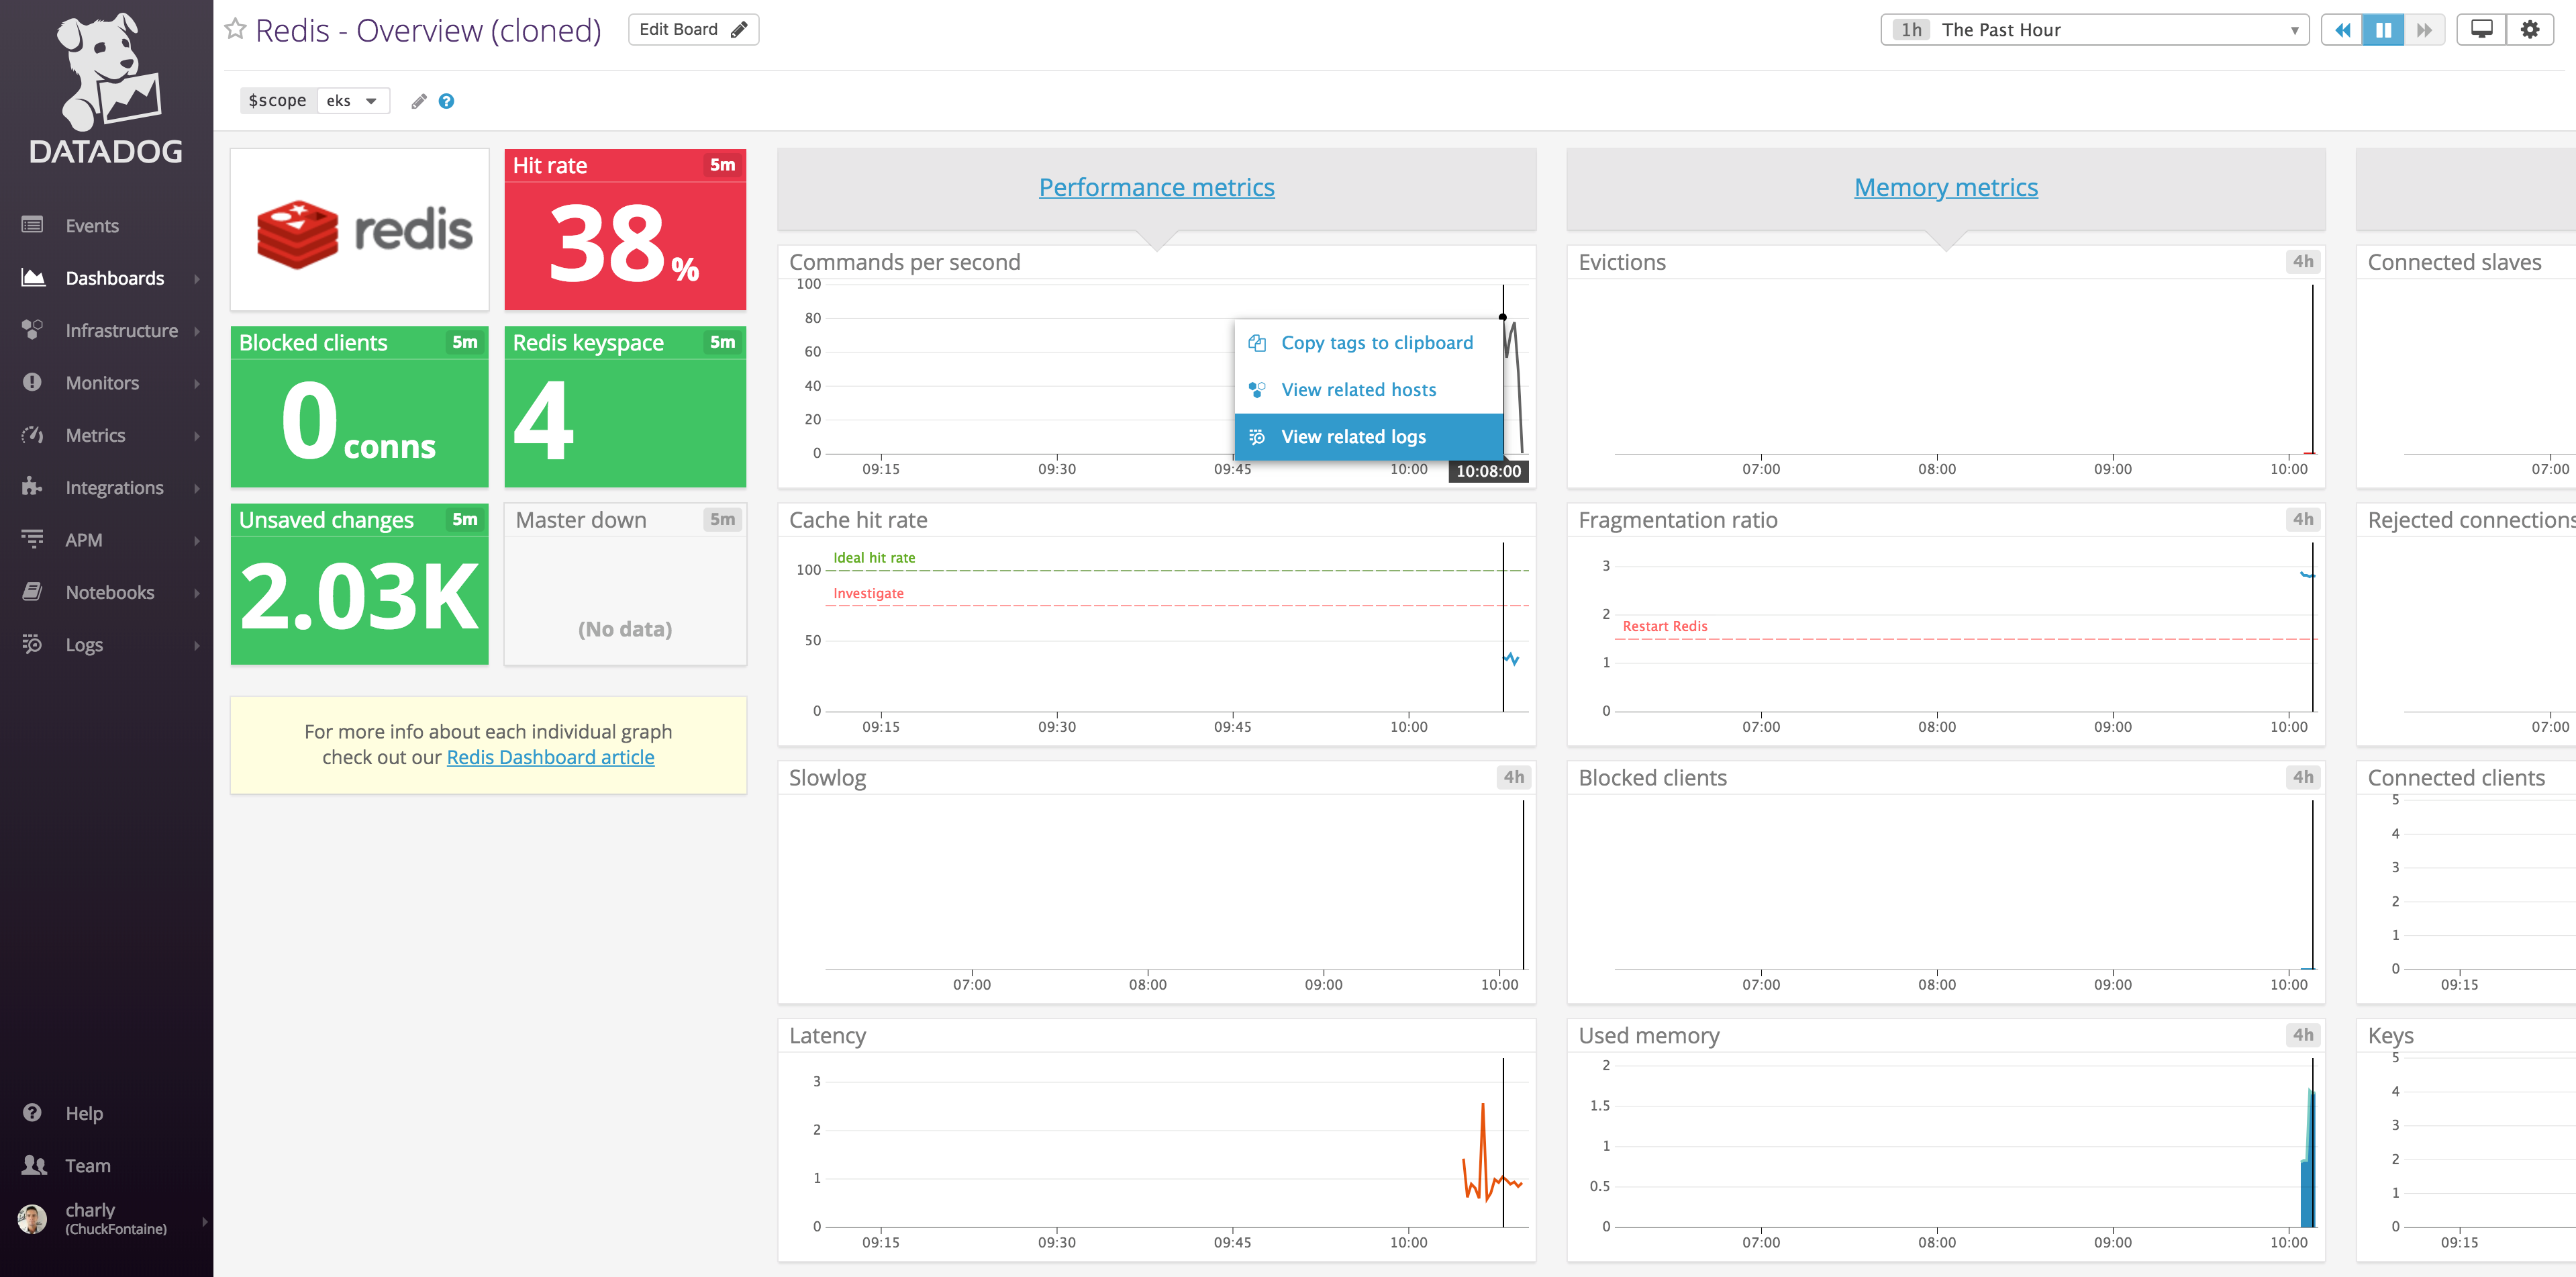 DATADOG
Events
Dashboards
Infrastructure
Monitors
Metrics
Integrations
APM
Notebooks
Logs
Help
Team
charly
(ChuckFontaine)
Redis - Overview (cloned)
Edit Board
1h The Past Hour
$scope eks
?
redis
Hit rate 5m
38%
Blocked clients 5m
0 conns
Redis keyspace 5m
4
Unsaved changes 5m
2.03K
Master down 5m
(No data)
For more info about each individual graph
check out our Redis Dashboard article
Performance metrics
Commands per second
100
80
60
40
20
0
09:15 09:30 09:45 10:00
10:08:00
Copy tags to clipboard
View related hosts
View related logs
Cache hit rate
Ideal hit rate
100
Investigate
50
0
09:15 09:30 09:45 10:00
Slowlog 4h
07:00 08:00 09:00 10:00
Latency
3
2
1
0
09:15 09:30 09:45 10:00
Memory metrics
Evictions 4h
07:00 08:00 09:00 10:00
Fragmentation ratio 4h
3
2
Restart Redis
1
0
07:00 08:00 09:00 10:00
Blocked clients 4h
07:00 08:00 09:00 10:00
Used memory 4h
2
1.5
1
0.5
0
07:00 08:00 09:00 10:00
Connected slaves
07:00
Rejected connections
07:00
Connected clients
5
4
3
2
1
0
09:15
Keys
5
4
3
2
1
0
09:15